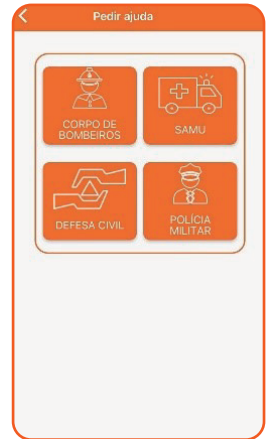 Pedir ajuda
CORPO DE
BOMBEIROS
SAMU
DEFESA CIVIL
POLÍCIA
MILITAR